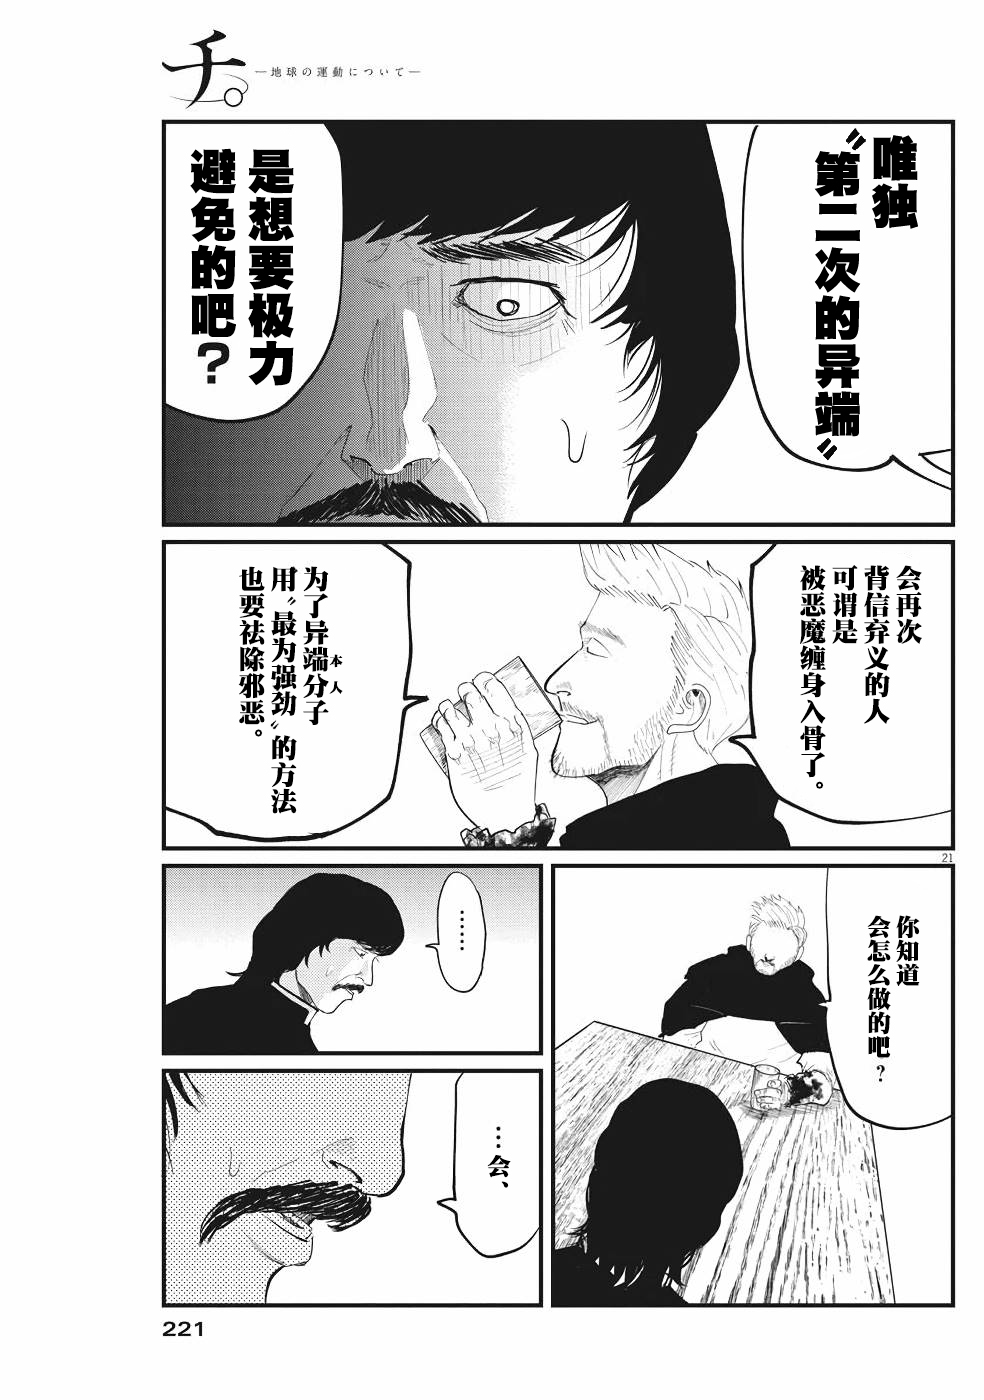 チ。
―地球の運動について―
唯独
"第二次的异端"
是想要极力
避免的吧？
会再次
背信弃义的人
可谓是
被恶魔缠身入骨了。
为了异端分子
本人
用"最为强劲"的方法
也要祛除邪恶。
21
你知道
会怎么做的吧？
……
…会、
221